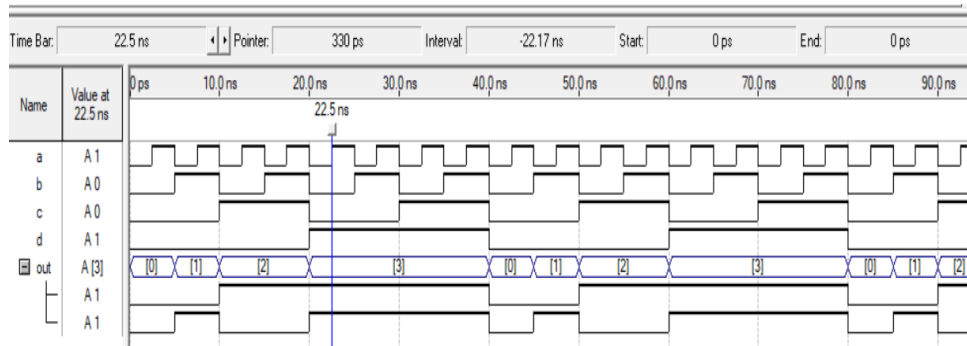 Time Bar: 22.5 ns Pointer: 330 ps Interval: -22.17 ns Start: 0 ps End: 0 ps
Name Value at 22.5 ns 0 ps 10.0 ns 20.0 ns 30.0 ns 40.0 ns 50.0 ns 60.0 ns 70.0 ns 80.0 ns 90.0 ns
22.5 ns
a A 1
b A 0
c A 0
d A 1
out A [3] [0] [1] [2] [3] [0] [1] [2] [3] [0] [1] [2]
A 1
A 1